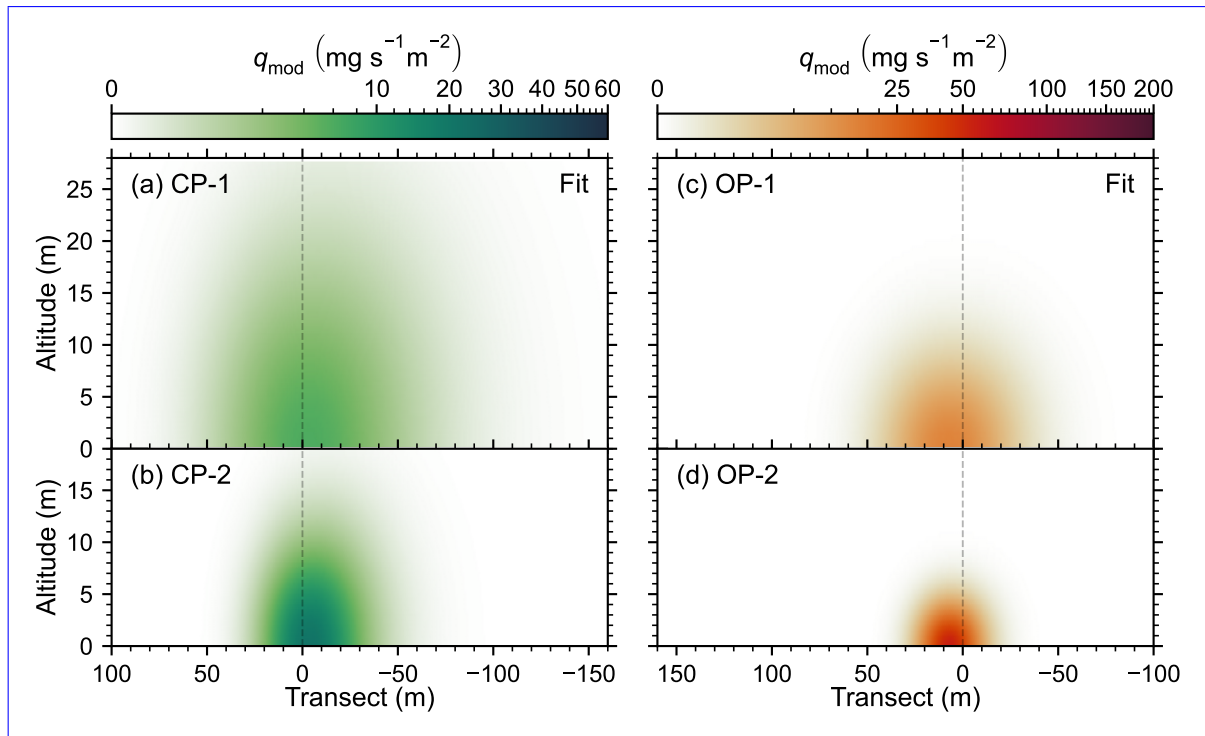 q_mod (mg s⁻¹m⁻²)
0 10 20 30 40 50 60
q_mod (mg s⁻¹m⁻²)
0 25 50 100 150 200
(a) CP-1 Fit
Altitude (m)
25
20
15
10
5
0
(c) OP-1 Fit
(b) CP-2
Altitude (m)
15
10
5
0
(d) OP-2
100 50 0 −50 −100 −150
Transect (m)
150 100 50 0 −50 −100
Transect (m)